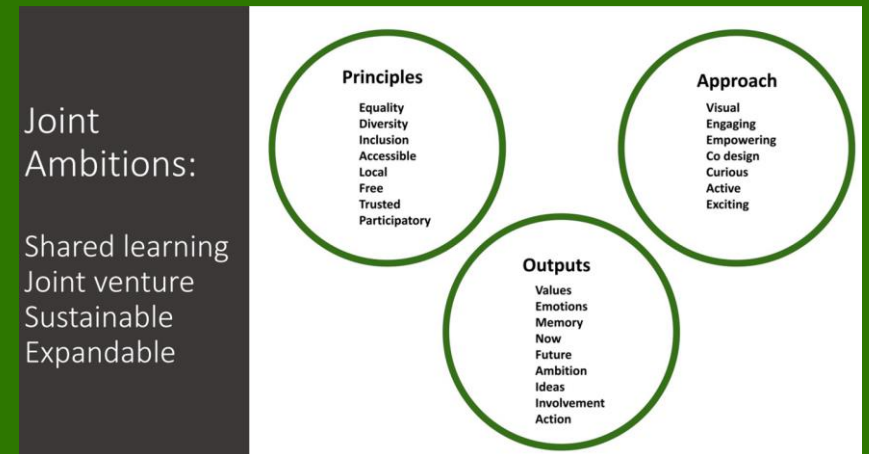 Joint
Ambitions:
Shared learning
Joint venture
Sustainable
Expandable
Principles
Equality
Diversity
Inclusion
Accessible
Local
Free
Trusted
Participatory
Approach
Visual
Engaging
Empowering
Co design
Curious
Active
Exciting
Outputs
Values
Emotions
Memory
Now
Future
Ambition
Ideas
Involvement
Action